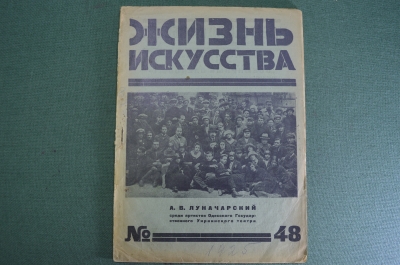 ЖИЗНЬ
ИСКУССТВА
А. В. ЛУНАЧАРСКИЙ
среди артистов Одесского Государ-
ственного Украинского театра
№ 48